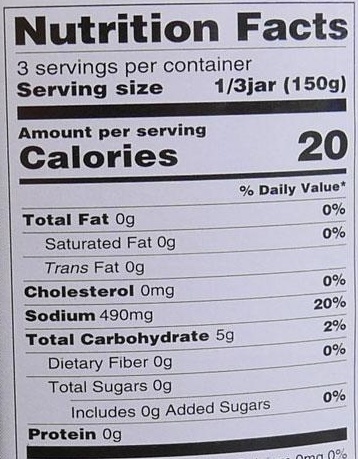 Nutrition Facts
3 servings per container
Serving size 1/3jar (150g)
Amount per serving
Calories 20
% Daily Value*
Total Fat 0g 0%
Saturated Fat 0g 0%
Trans Fat 0g
Cholesterol 0mg 0%
Sodium 490mg 20%
Total Carbohydrate 5g 2%
Dietary Fiber 0g 0%
Total Sugars 0g
Includes 0g Added Sugars 0%
Protein 0g
0mg 0%